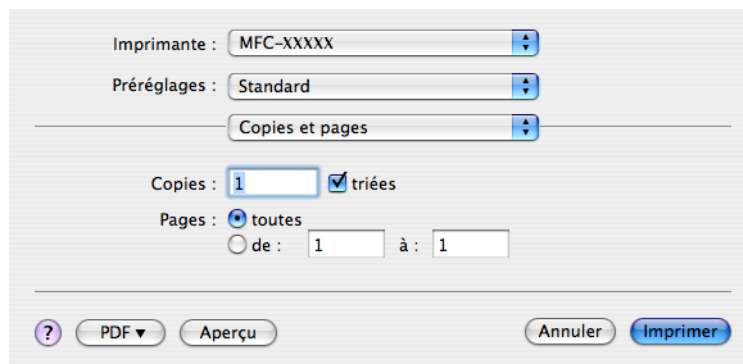 Imprimante : MFC-XXXXX
Préréglages : Standard
Copies et pages
Copies : 1 triées
Pages : toutes
de : 1 à : 1
? PDF ▼ Aperçu Annuler Imprimer